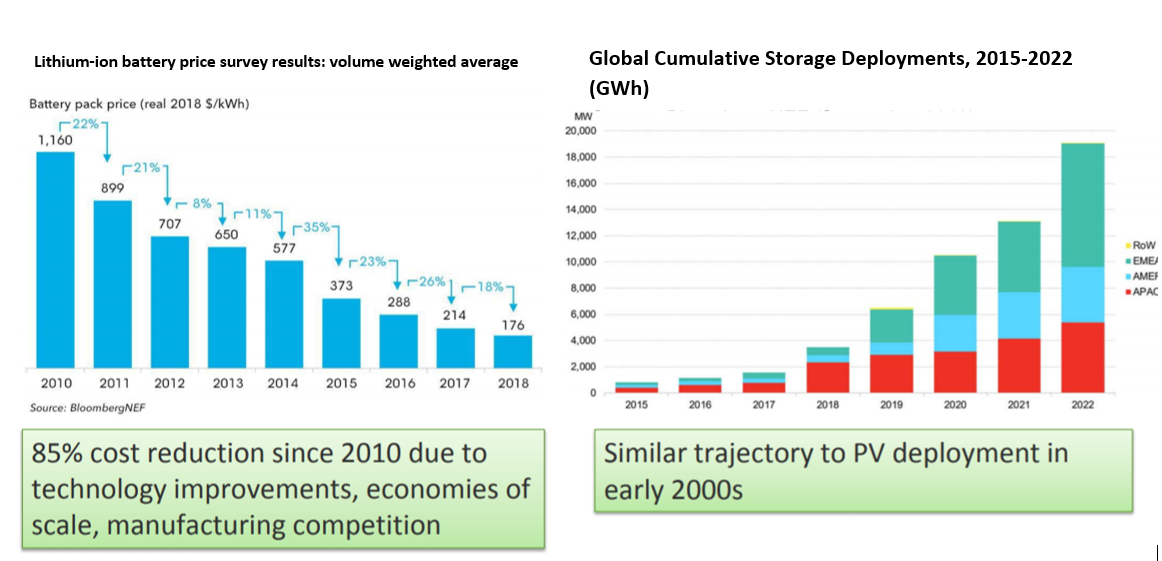 Lithium-ion battery price survey results: volume weighted average
Battery pack price (real 2018 $/kWh)
22%
1,160
21%
899
8%
707
11%
650
35%
577
23%
373
26%
288
18%
214
176
2010 2011 2012 2013 2014 2015 2016 2017 2018
Source: BloombergNEF
85% cost reduction since 2010 due to
technology improvements, economies of
scale, manufacturing competition
Global Cumulative Storage Deployments, 2015-2022
(GWh)
MW
20,000
18,000
16,000
14,000
12,000
10,000
8,000
6,000
4,000
2,000
0
2015 2016 2017 2018 2019 2020 2021 2022
RoW
EMEA
AMER
APAC
Similar trajectory to PV deployment in
early 2000s